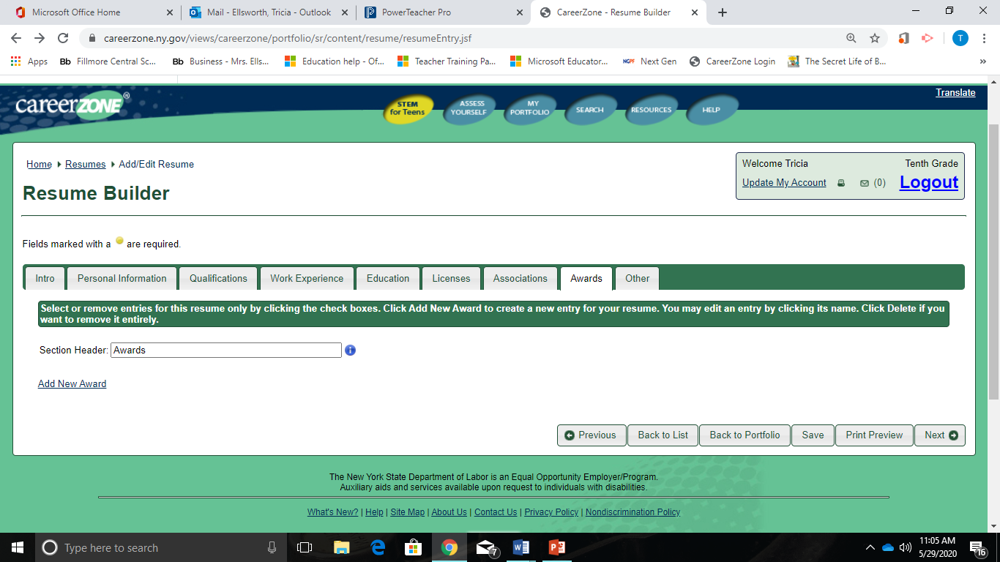 Microsoft Office Home
Mail - Ellsworth, Tricia - Outlook
PowerTeacher Pro
CareerZone - Resume Builder
careerzone.ny.gov/views/careerzone/portfolio/sr/content/resume/resumeEntry.jsf
T
Apps
Bb Fillmore Central Sc...
Bb Business - Mrs. Ells...
Education help - Of...
Teacher Training Pa...
Microsoft Educator...
NGPF Next Gen
CareerZone Login
The Secret Life of B...
»
Translate
careerZONE®
STEM for Teens
ASSESS YOURSELF
MY PORTFOLIO
SEARCH
RESOURCES
HELP
Home Resumes Add/Edit Resume
Welcome Tricia Tenth Grade
Update My Account (0) Logout
Resume Builder
Fields marked with a are required.
Intro Personal Information Qualifications Work Experience Education Licenses Associations Awards Other
Select or remove entries for this resume only by clicking the check boxes. Click Add New Award to create a new entry for your resume. You may edit an entry by clicking its name. Click Delete if you
want to remove it entirely.
Section Header: Awards
Add New Award
Previous Back to List Back to Portfolio Save Print Preview Next
The New York State Department of Labor is an Equal Opportunity Employer/Program.
Auxiliary aids and services available upon request to individuals with disabilities.
What's New? | Help | Site Map | About Us | Contact Us | Privacy Policy | Nondiscrimination Policy
Type here to search
7
11:05 AM
5/29/2020
16